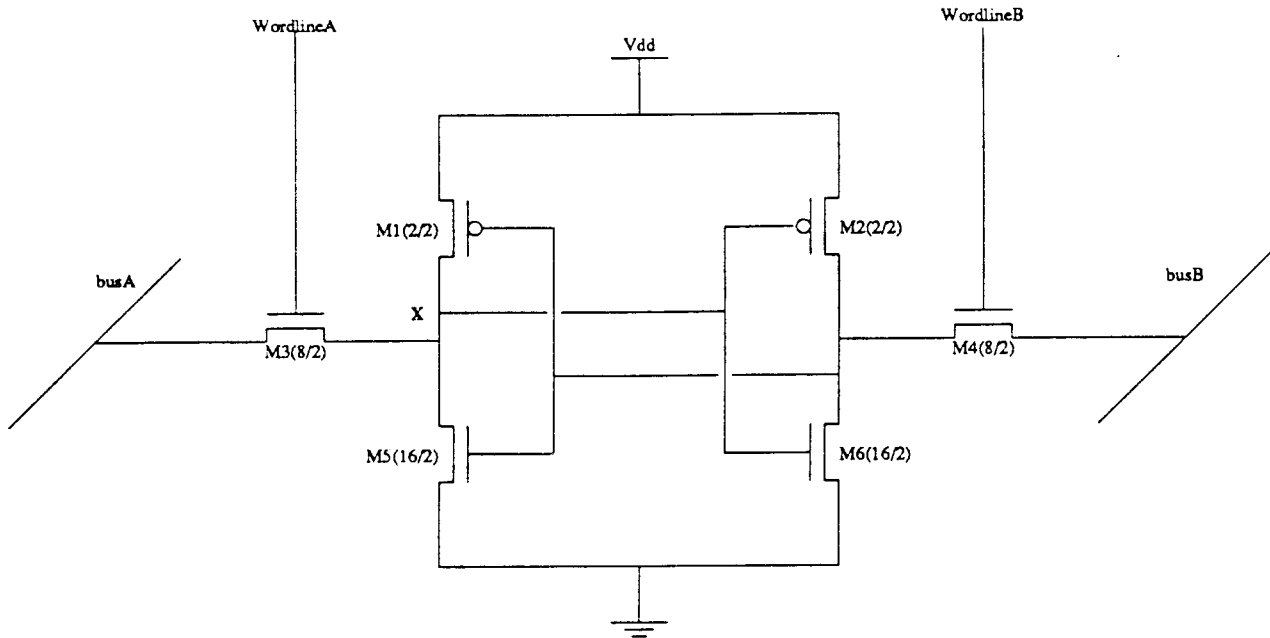 WordlineA
WordlineB
Vdd
M1(2/2)
M2(2/2)
busA
busB
X
M3(8/2)
M4(8/2)
M5(16/2)
M6(16/2)